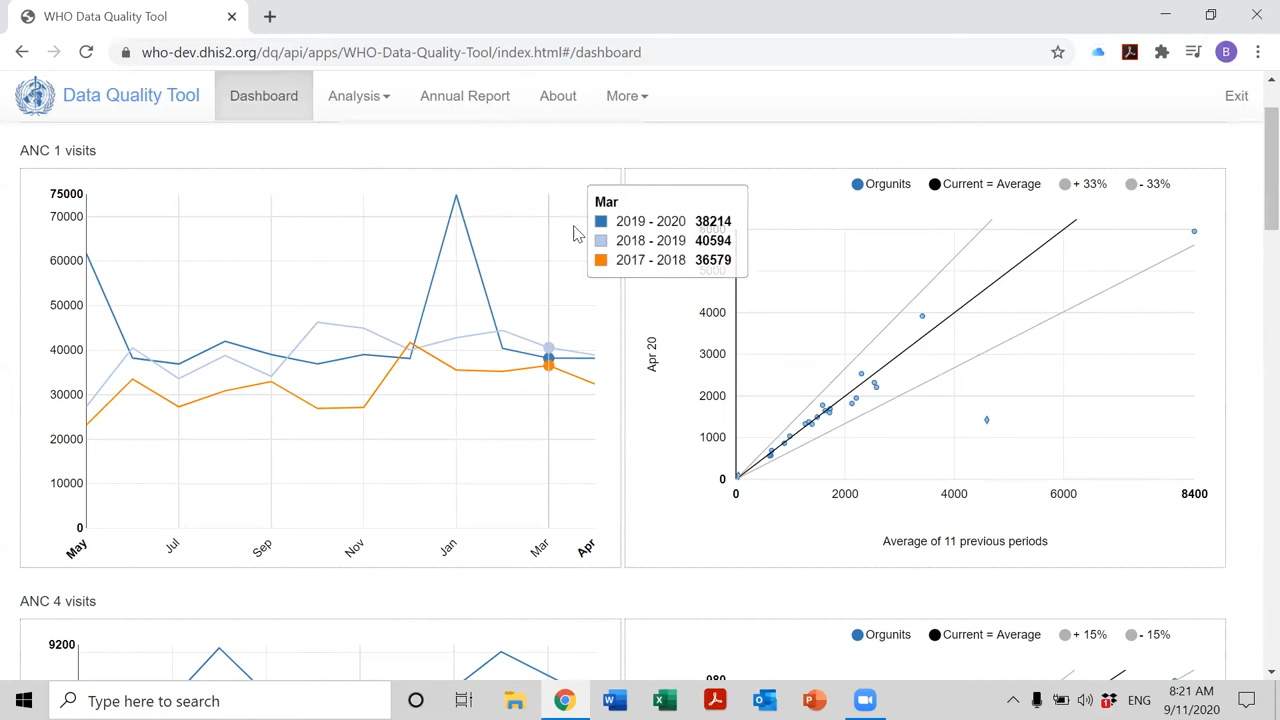 WHO Data Quality Tool
who-dev.dhis2.org/dq/api/apps/WHO-Data-Quality-Tool/index.html#/dashboard
B
Data Quality Tool
Dashboard
Analysis
Annual Report
About
More
Exit
ANC 1 visits
75000
70000
60000
50000
40000
30000
20000
10000
0
May
Jul
Sep
Nov
Jan
Mar
Apr
Mar
2019 - 2020 38214
2018 - 2019 40594
2017 - 2018 36579
Orgunits
Current = Average
+ 33%
- 33%
Apr 20
6000
5000
4000
3000
2000
1000
0
0
2000
4000
6000
8400
Average of 11 previous periods
ANC 4 visits
9200
Orgunits
Current = Average
+ 15%
- 15%
980
Type here to search
ENG
8:21 AM
9/11/2020